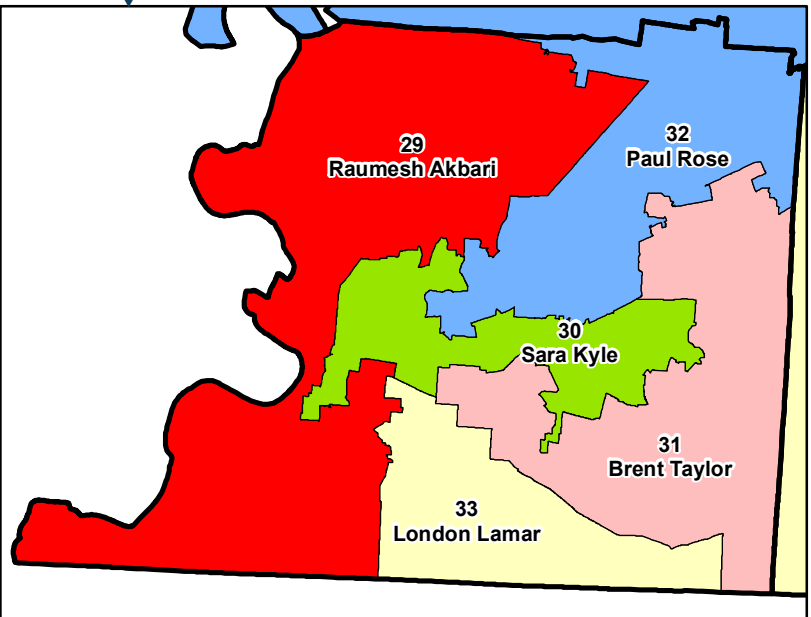 29
Raumesh Akbari
32
Paul Rose
30
Sara Kyle
31
Brent Taylor
33
London Lamar